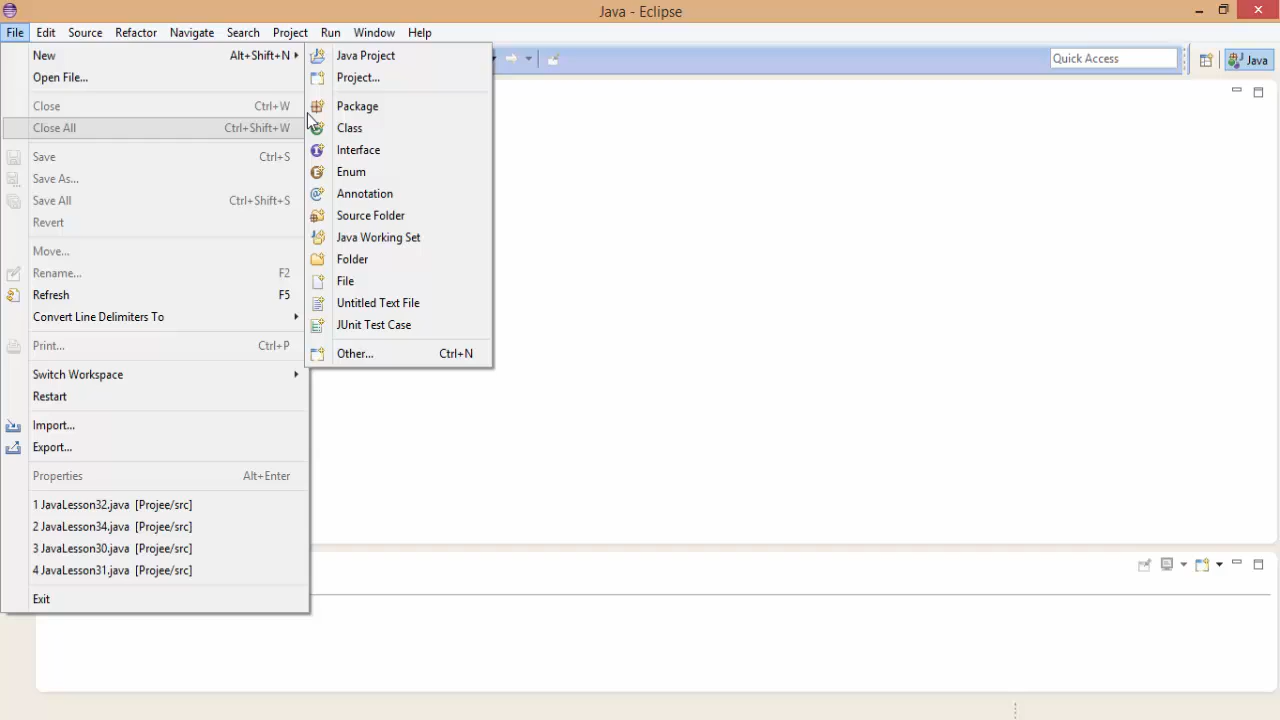 Java - Eclipse
File Edit Source Refactor Navigate Search Project Run Window Help
Quick Access
Java
New Alt+Shift+N
Open File...
Close Ctrl+W
Close All Ctrl+Shift+W
Save Ctrl+S
Save As...
Save All Ctrl+Shift+S
Revert
Move...
Rename... F2
Refresh F5
Convert Line Delimiters To
Print... Ctrl+P
Switch Workspace
Restart
Import...
Export...
Properties Alt+Enter
1 JavaLesson32.java [Projee/src]
2 JavaLesson34.java [Projee/src]
3 JavaLesson30.java [Projee/src]
4 JavaLesson31.java [Projee/src]
Exit
Java Project
Project...
Package
Class
Interface
Enum
Annotation
Source Folder
Java Working Set
Folder
File
Untitled Text File
JUnit Test Case
Other... Ctrl+N